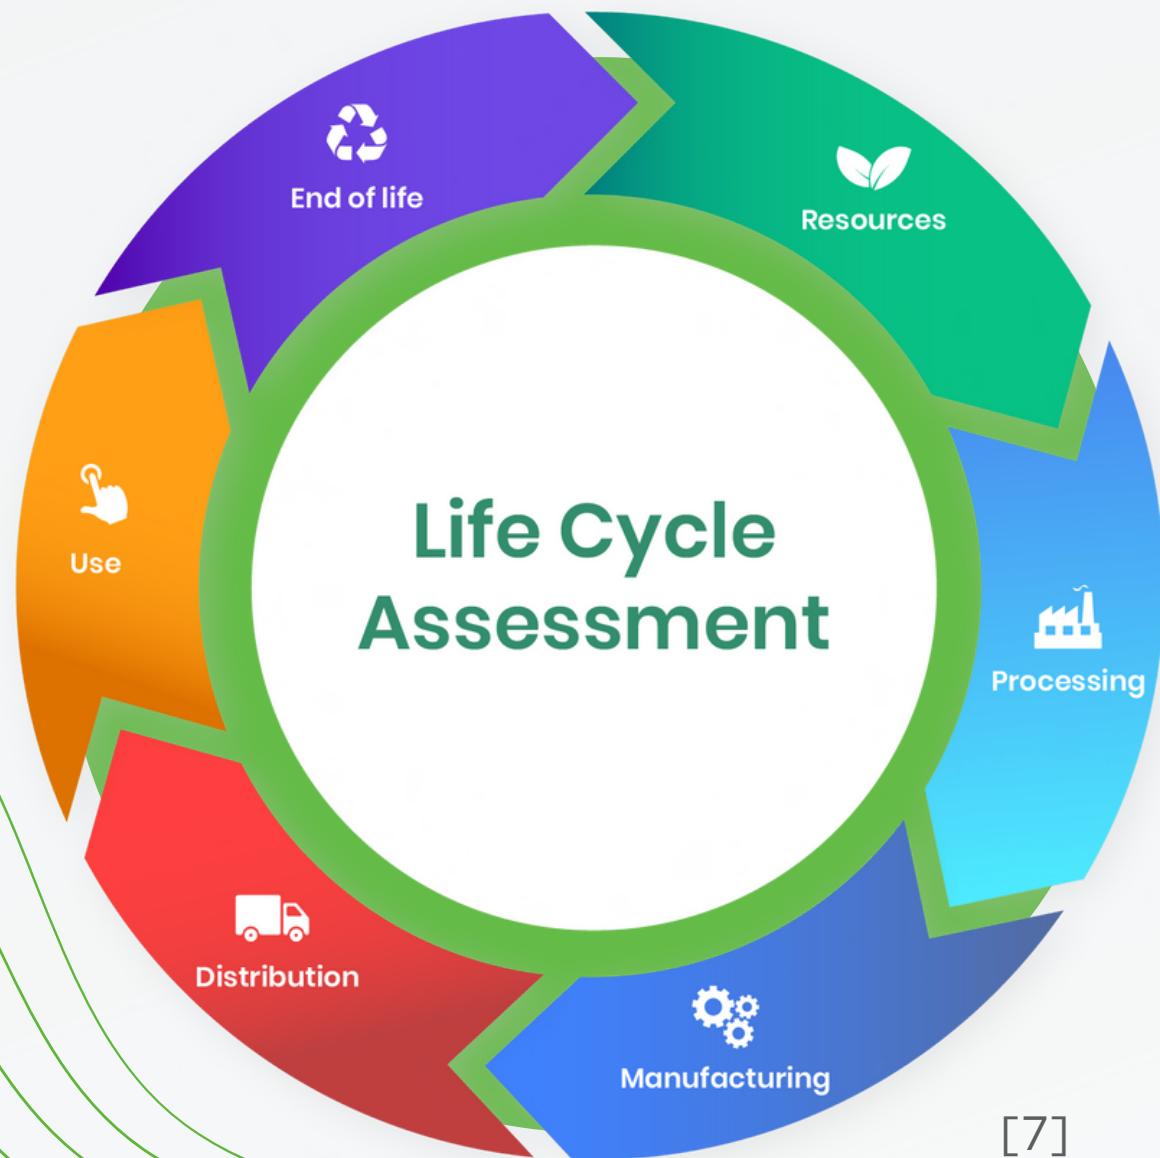 End of life
Resources
Use
Life Cycle
Assessment
Processing
Distribution
Manufacturing
[7]